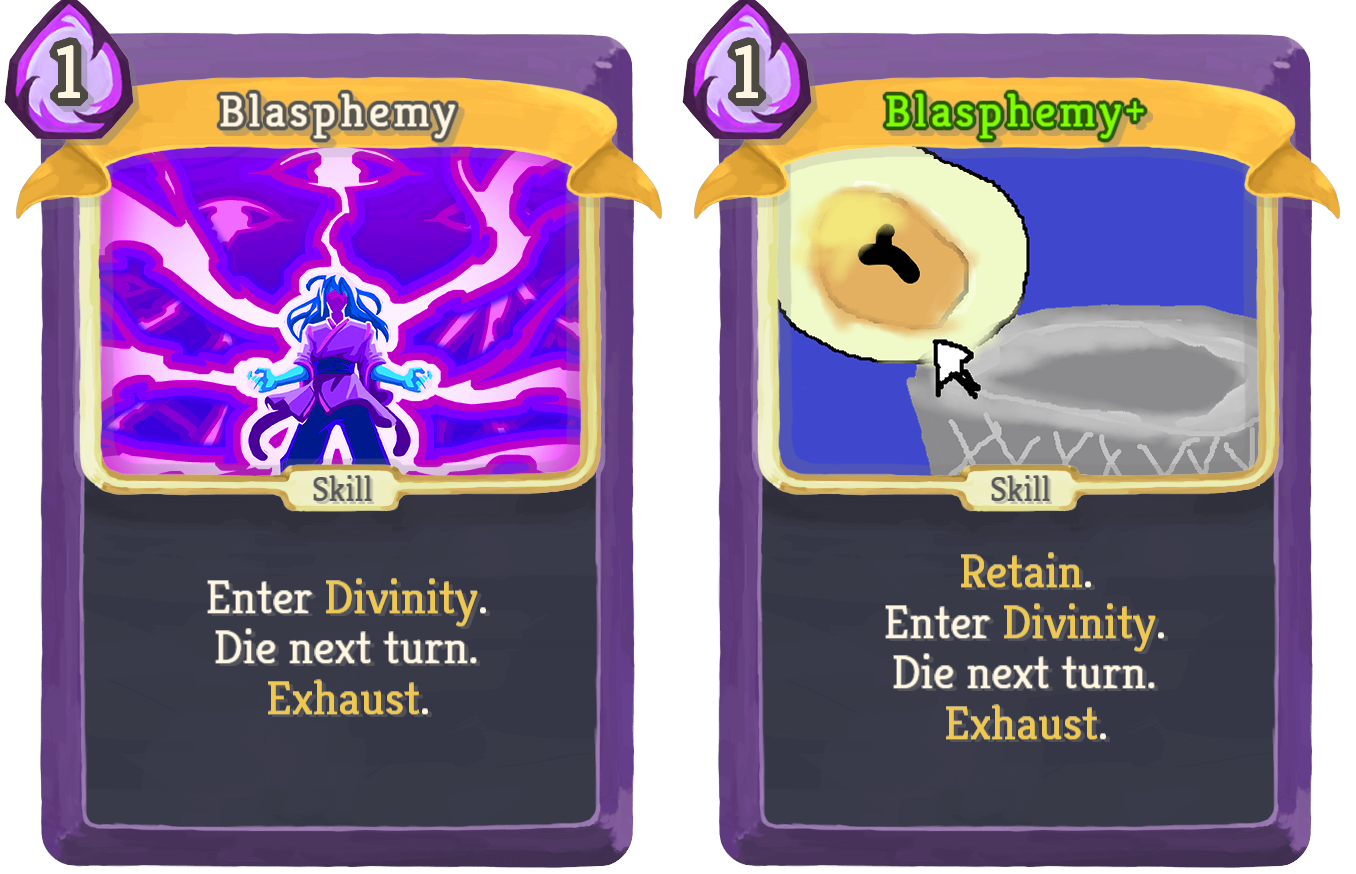 1
Blasphemy
Skill
Enter Divinity.
Die next turn.
Exhaust.
1
Blasphemy+
Skill
Retain.
Enter Divinity.
Die next turn.
Exhaust.